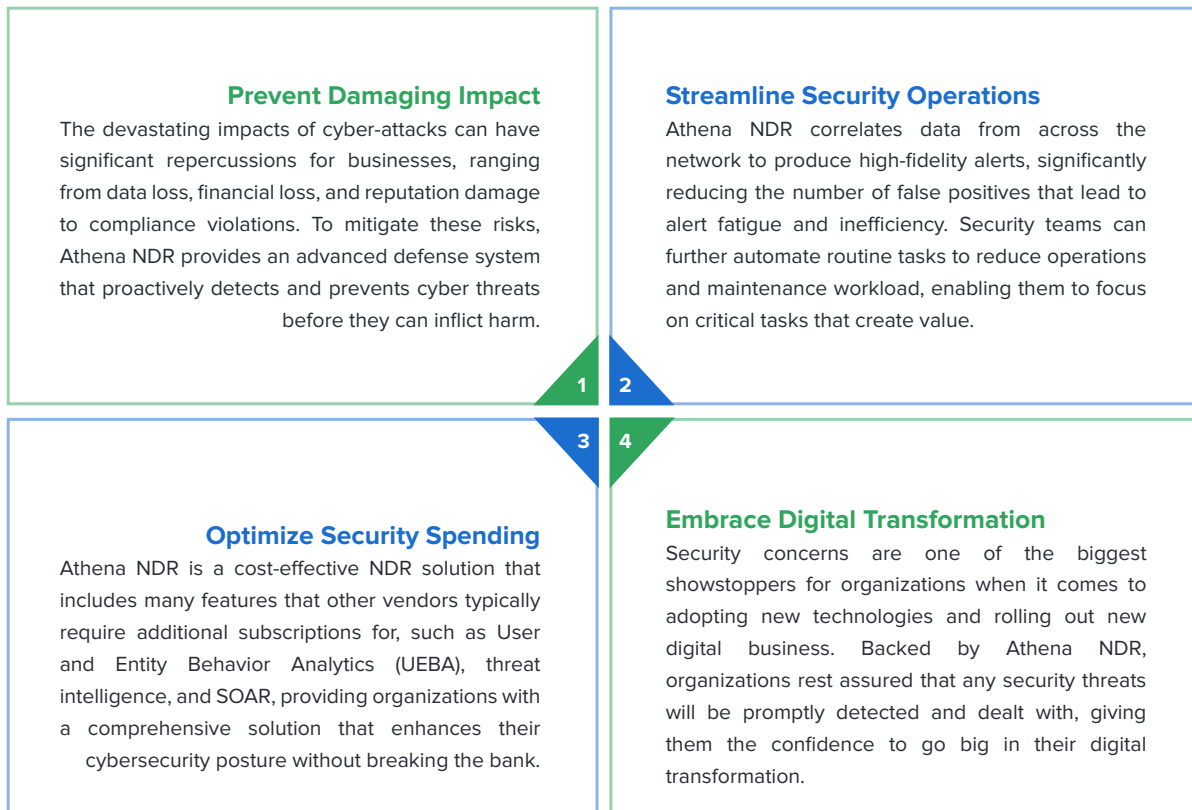 Prevent Damaging Impact
The devastating impacts of cyber-attacks can have
significant repercussions for businesses, ranging
from data loss, financial loss, and reputation damage
to compliance violations. To mitigate these risks,
Athena NDR provides an advanced defense system
that proactively detects and prevents cyber threats
before they can inflict harm.
1
Streamline Security Operations
Athena NDR correlates data from across the
network to produce high-fidelity alerts, significantly
reducing the number of false positives that lead to
alert fatigue and inefficiency. Security teams can
further automate routine tasks to reduce operations
and maintenance workload, enabling them to focus
on critical tasks that create value.
2
3
Optimize Security Spending
Athena NDR is a cost-effective NDR solution that
includes many features that other vendors typically
require additional subscriptions for, such as User
and Entity Behavior Analytics (UEBA), threat
intelligence, and SOAR, providing organizations with
a comprehensive solution that enhances their
cybersecurity posture without breaking the bank.
4
Embrace Digital Transformation
Security concerns are one of the biggest
showstoppers for organizations when it comes to
adopting new technologies and rolling out new
digital business. Backed by Athena NDR,
organizations rest assured that any security threats
will be promptly detected and dealt with, giving
them the confidence to go big in their digital
transformation.